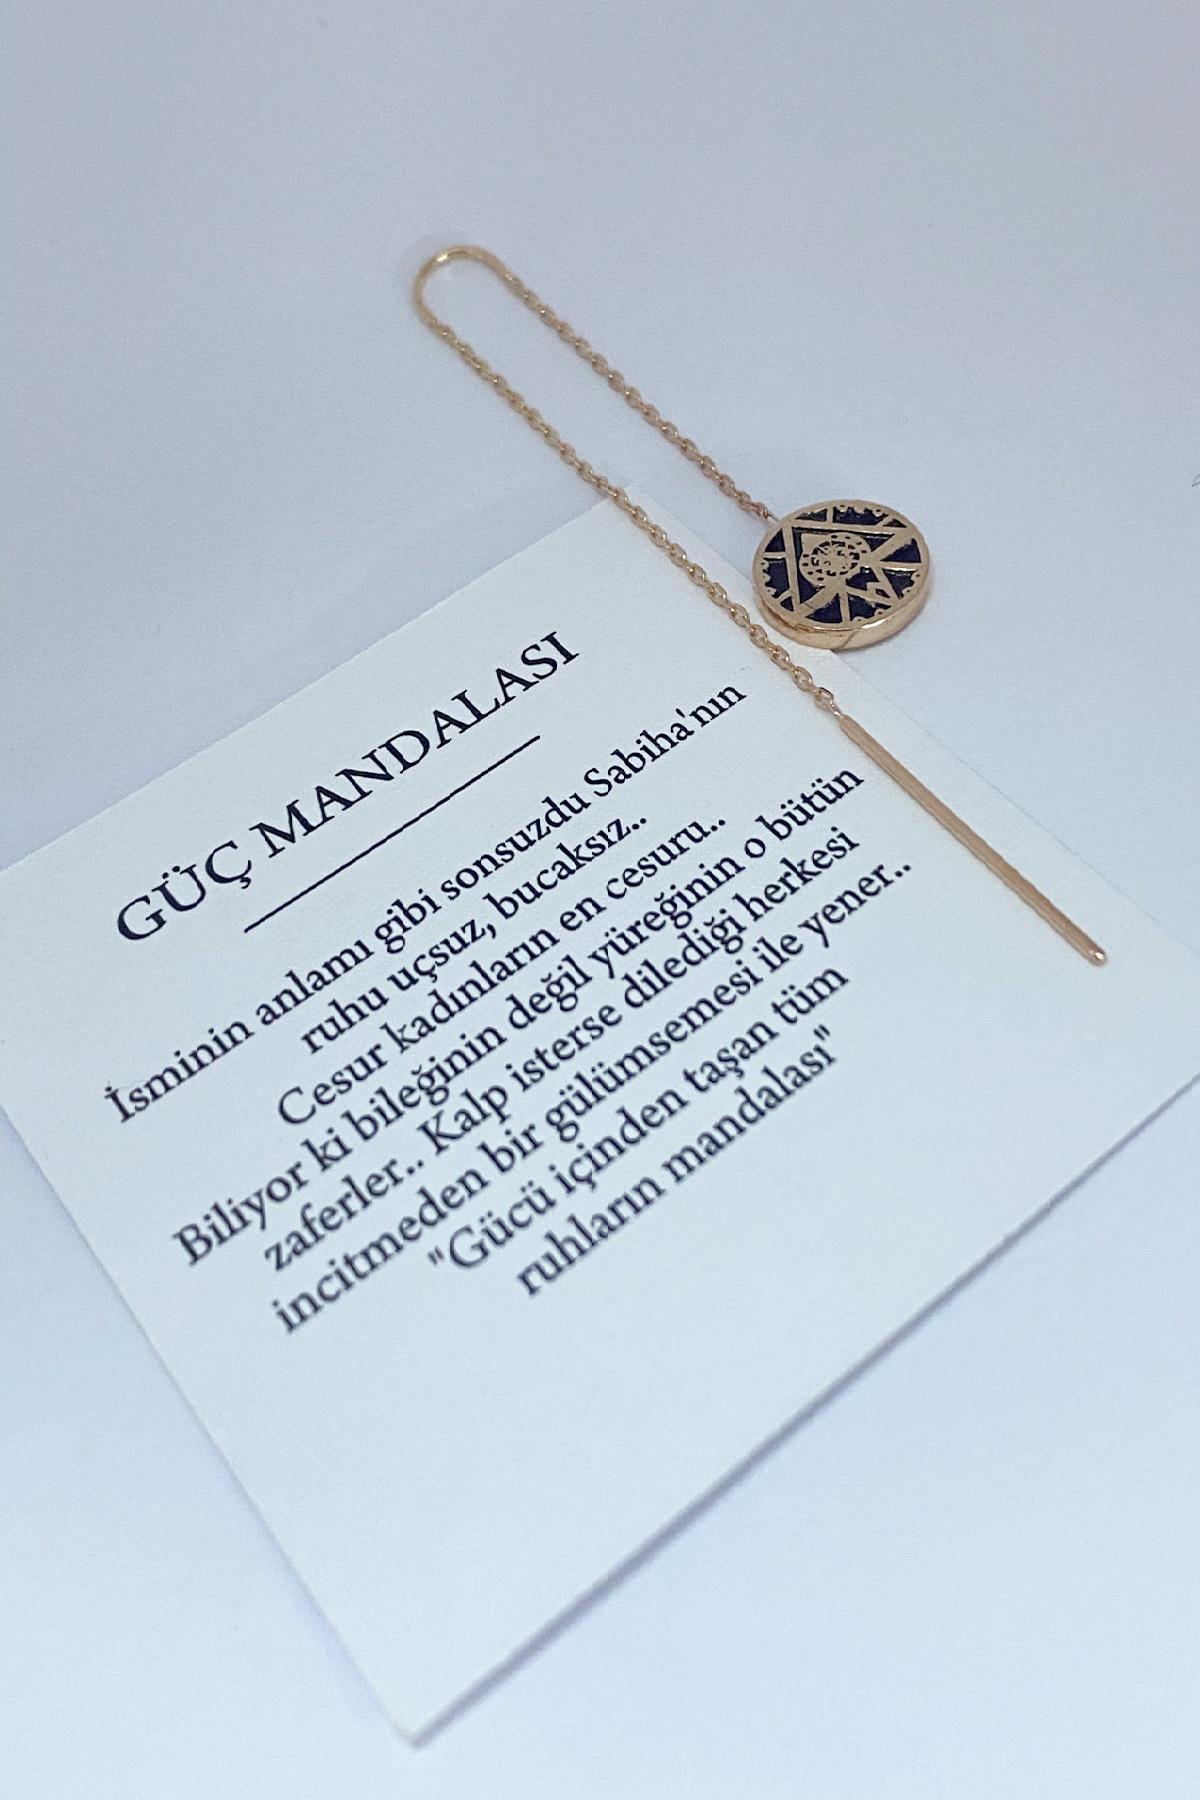 GÜÇ MANDALASI
İsminin anlamı gibi sonsuzdu Sabiha'nın
ruhu uçsuz, bucaksız..
Cesur kadınların en cesuru..
Biliyor ki bileğinin değil yüreğinin o bütün
zaferler.. Kalp isterse dilediği herkesi
incitmeden bir gülümsemesi ile yener..
"Gücü içinden taşan tüm
ruhların mandalası"